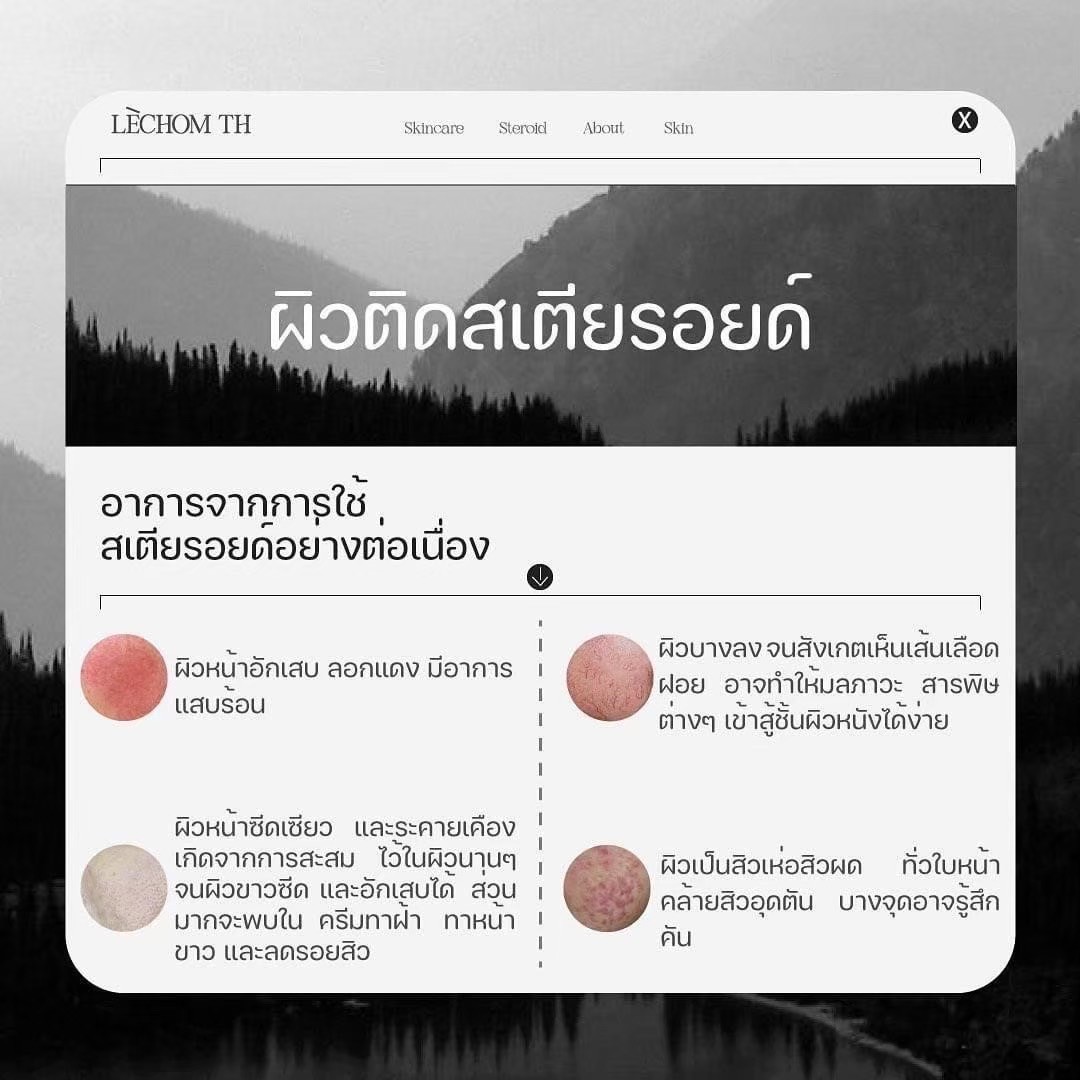 LÈCHOM TH
Skincare Steroid About Skin
X
ผิวติดสเตียรอยด์
อาการจากการใช้
สเตียรอยด์อย่างต่อเนื่อง
ผิวหน้าอักเสบ ลอกแดง มีอาการ
แสบร้อน
ผิวบางลง จนสังเกตเห็นเส้นเลือด
ฝอย อาจทำให้มลภาวะ สารพิษ
ต่างๆ เข้าสู้ชั้นผิวหนังได้ง่าย
ผิวหน้าซีดเซียว และระคายเคือง
เกิดจากการสะสม ไว้ในผิวนานๆ
จนผิวขาวซีด และอักเสบได้ ส่วน
มากจะพบใน ครีมทาฝ้า ทาหน้า
ขาว และลดรอยสิว
ผิวเป็นสิวเห่อสิวผด ทั่วใบหน้า
คล้ายสิวอุดตัน บางจุดอาจรู้สึก
คัน